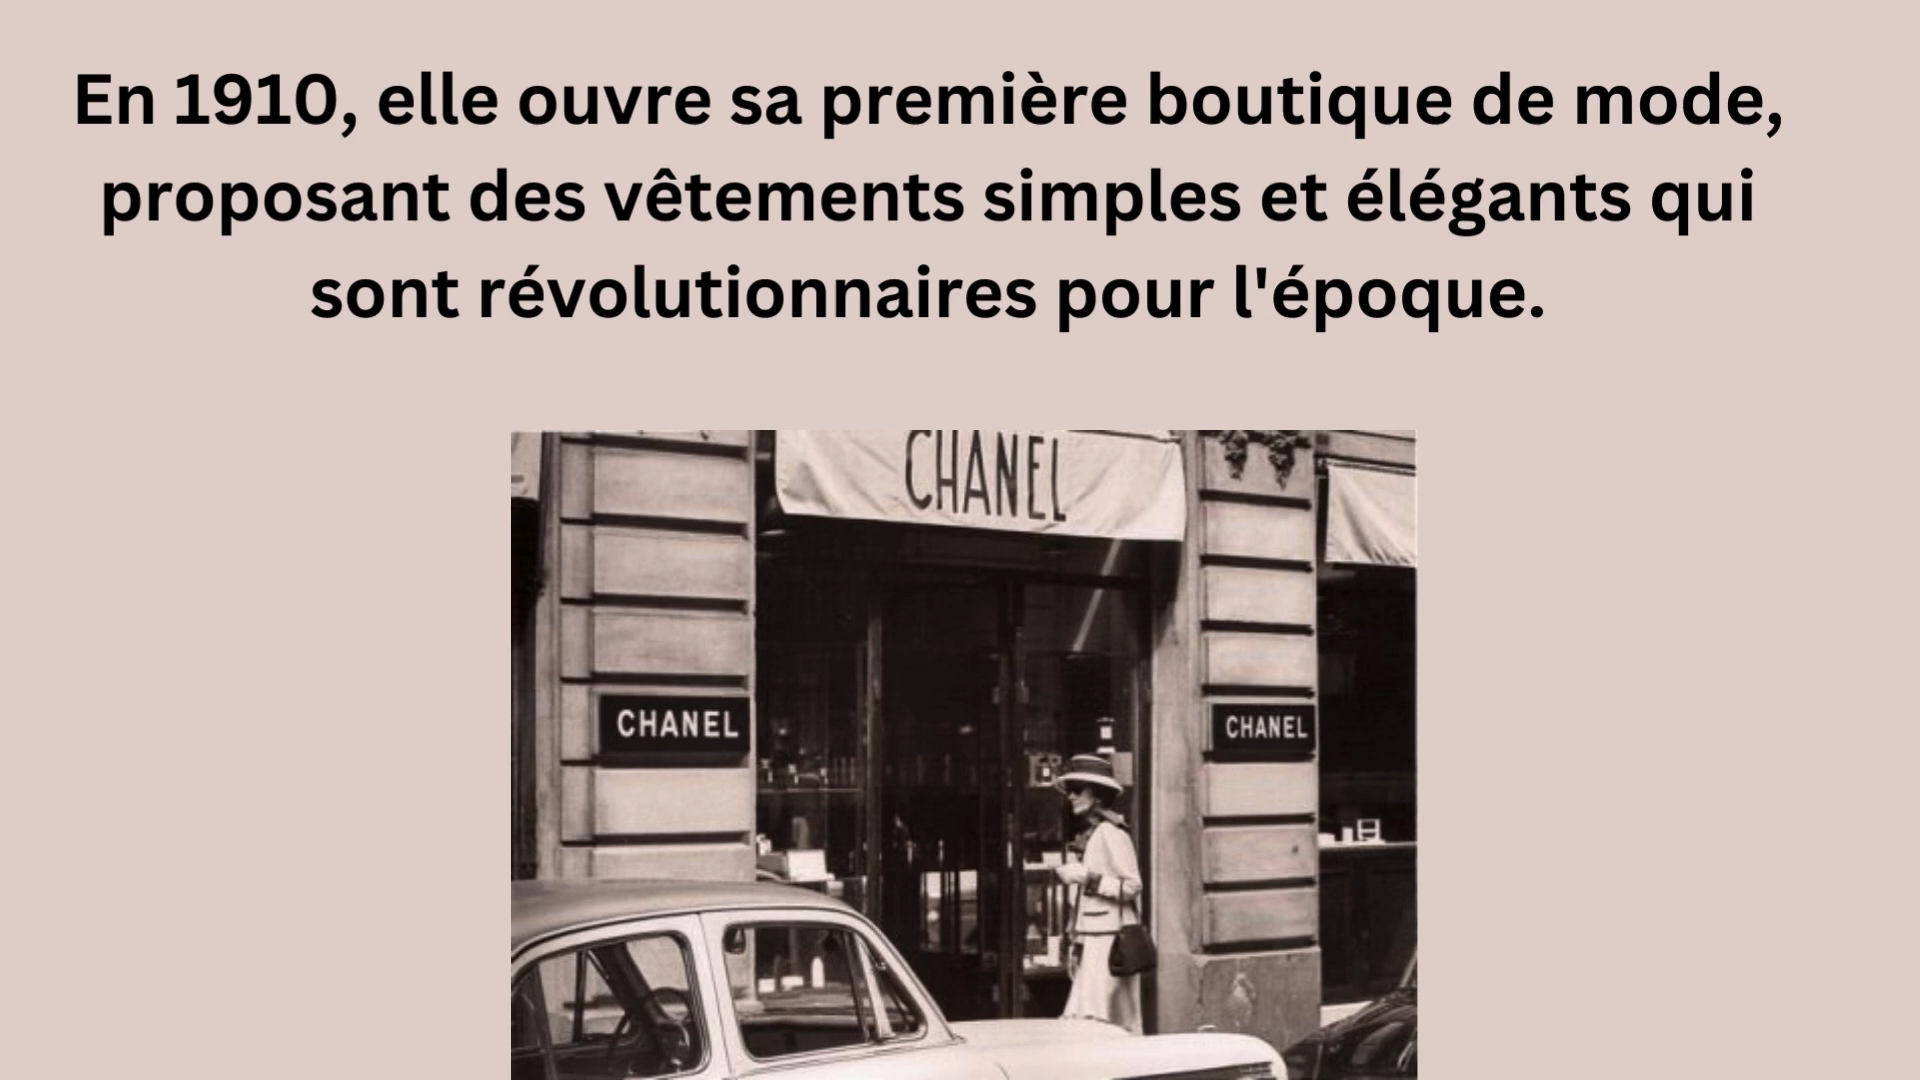 En 1910, elle ouvre sa première boutique de mode,
proposant des vêtements simples et élégants qui
sont révolutionnaires pour l'époque.
CHANEL
CHANEL
CHANEL